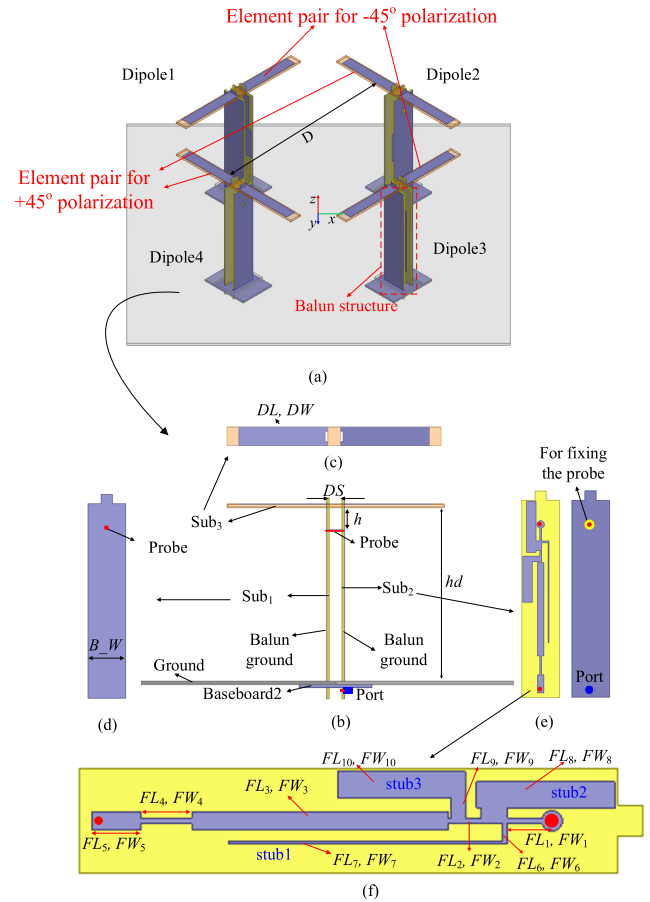 Element pair for -45° polarization
Dipole1
Dipole2
D
Element pair for
+45° polarization
z
y
x
Dipole4
Dipole3
Balun structure
(a)
DL, DW
(c)
For fixing
the probe
DS
h
Sub3
Probe
Probe
Sub1
Sub2
hd
B_W
Balun
ground
Balun
ground
Ground
Baseboard2
Port
Port
(d)
(b)
(e)
FL10, FW10
FL9, FW9
FL8, FW8
FL4, FW4
FL3, FW3
stub3
stub2
FL5, FW5
stub1
FL7, FW7
FL2, FW2
FL1, FW1
FL6, FW6
(f)